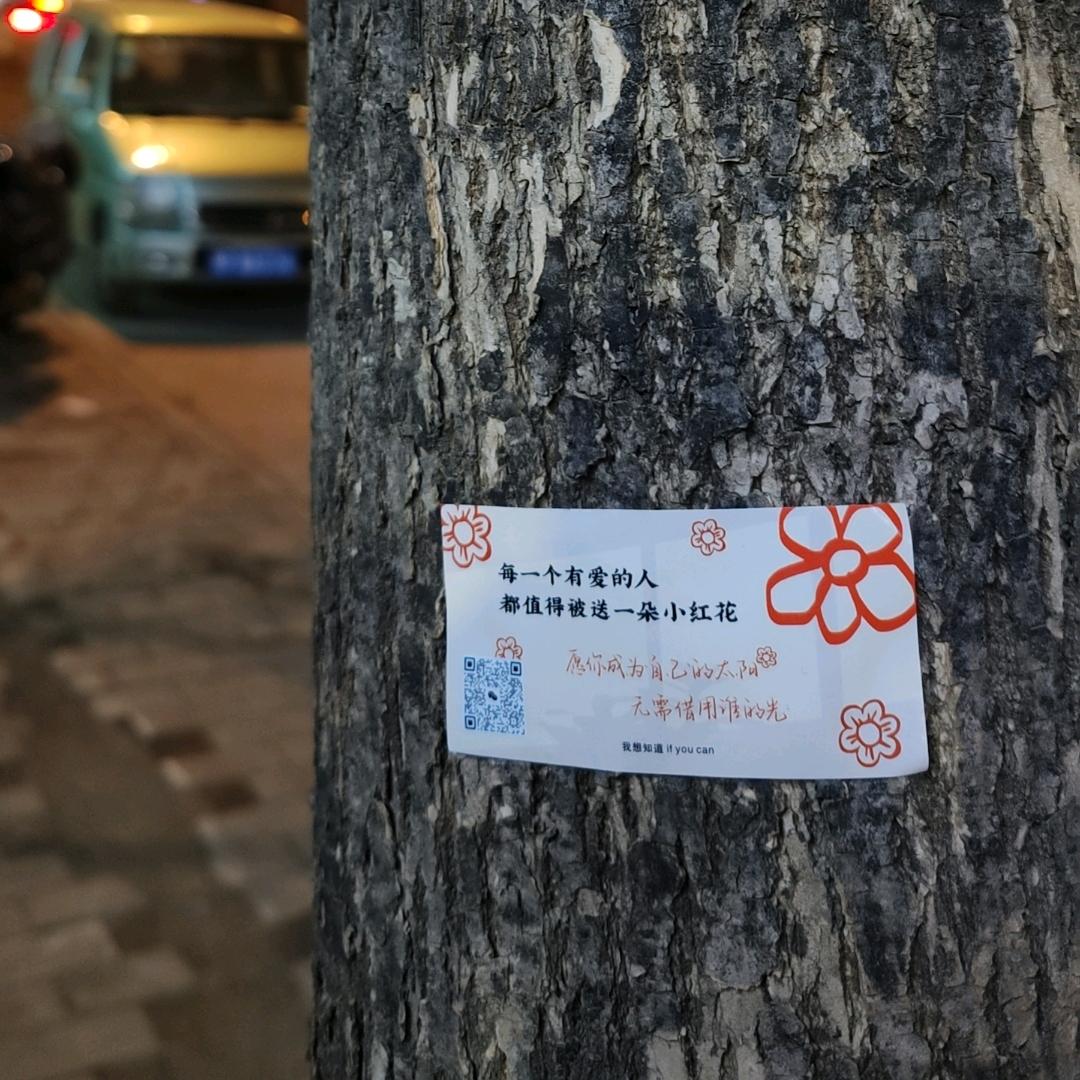 每一个有爱的人
都值得被送一朵小红花
愿你成为自己的太阳
无需借用谁的光
我想知道 if you can